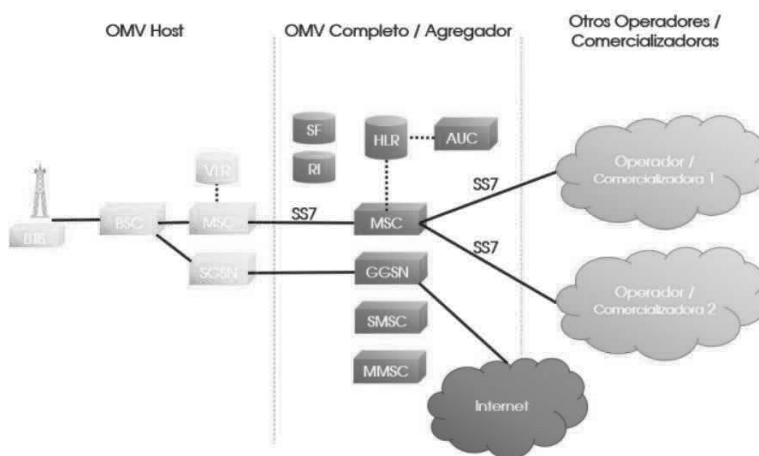 OMV Host
OMV Completo / Agregador
Otros Operadores /
Comercializadoras
SF
RI
HLR
AUC
VLR
BSC
MSC
SS7
MSC
SS7
SS7
Operador /
Comercializadora 1
BTS
SGSN
GGSN
Operador /
Comercializadora 2
SMSC
MMSC
Internet